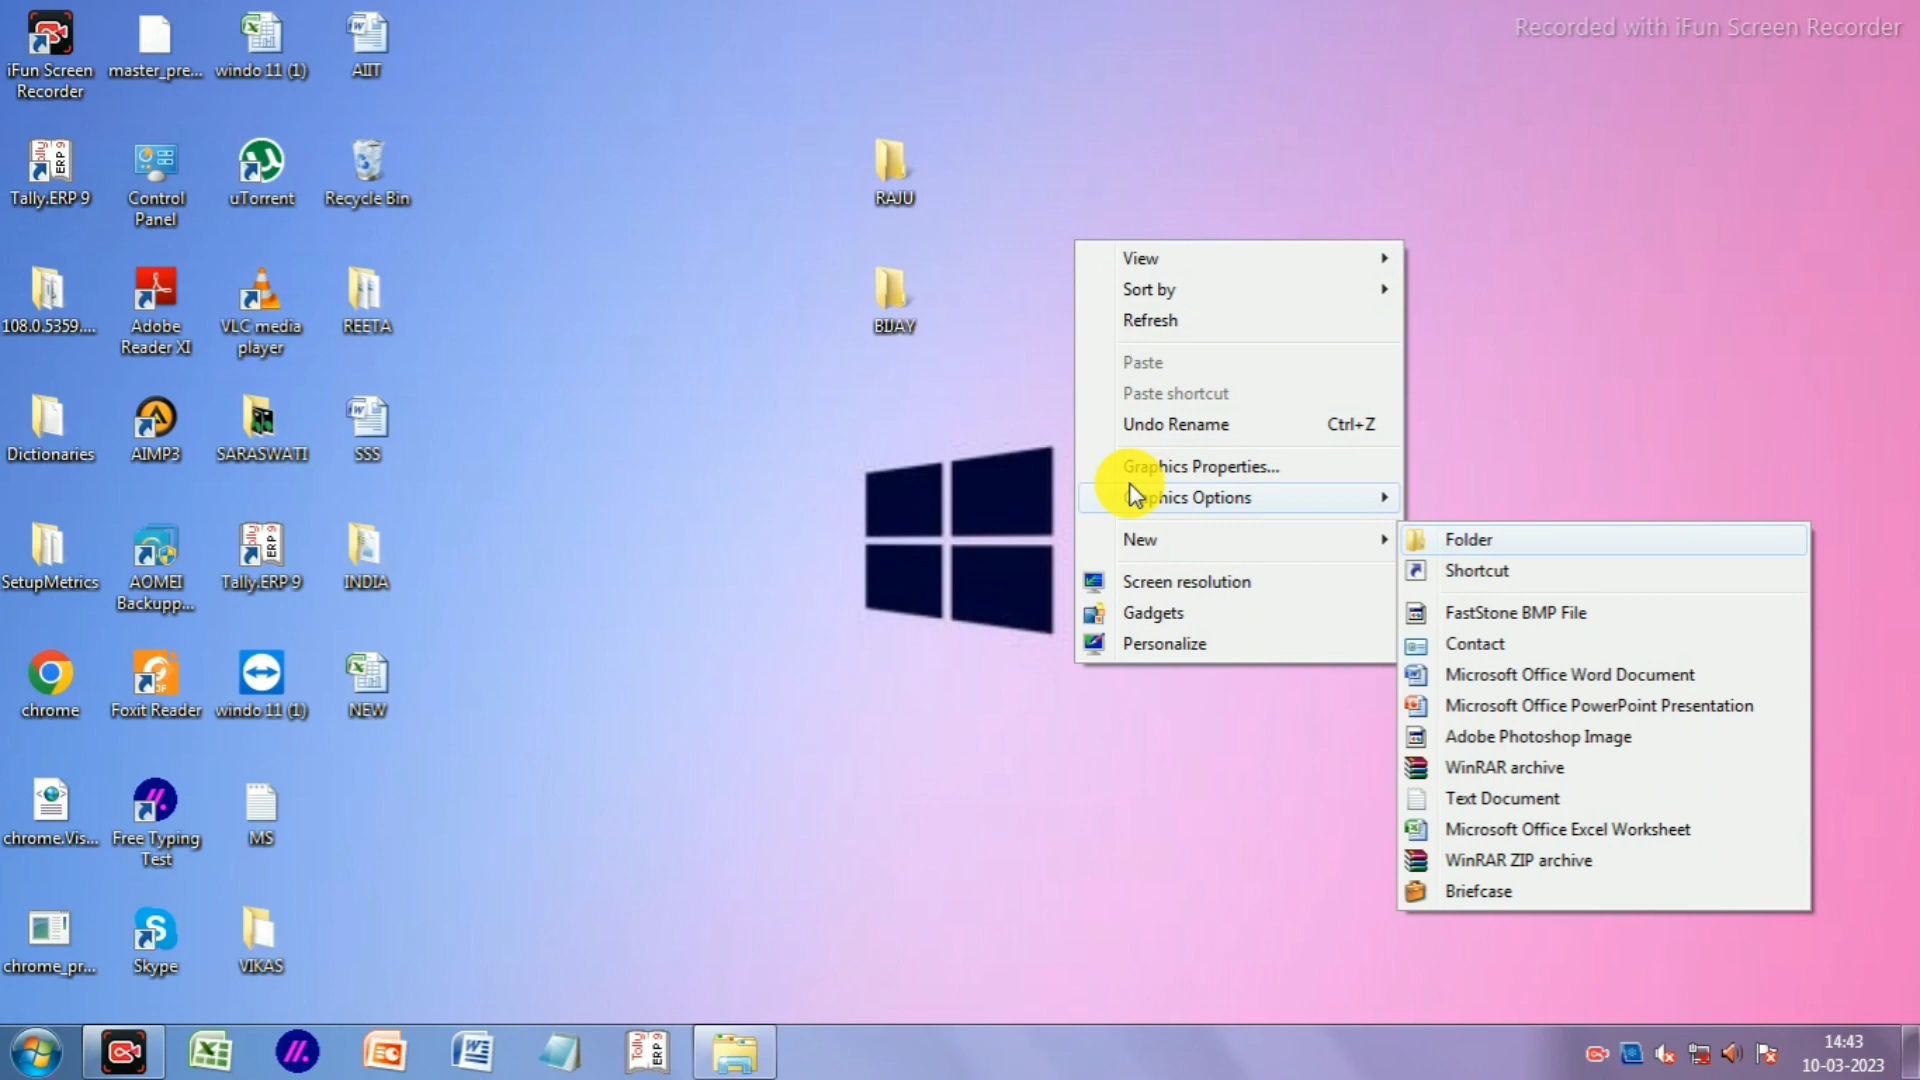 Recorded with iFun Screen Recorder
iFun Screen
Recorder
master_pre...
windo 11 (1)
AIIT
Tally.ERP 9
Control
Panel
uTorrent
Recycle Bin
RAJU
108.0.5359....
Adobe
Reader XI
VLC media
player
REETA
BIJAY
Dictionaries
AIMP3
SARASWATI
SSS
SetupMetrics
AOMEI
Backupp...
Tally.ERP 9
INDIA
chrome
Foxit Reader
windo 11 (1)
NEW
chrome.Vis...
Free Typing
Test
MS
chrome_pr...
Skype
VIKAS
View
Sort by
Refresh
Paste
Paste shortcut
Undo Rename Ctrl+Z
Graphics Properties...
Graphics Options
New
Screen resolution
Gadgets
Personalize
Folder
Shortcut
FastStone BMP File
Contact
Microsoft Office Word Document
Microsoft Office PowerPoint Presentation
Adobe Photoshop Image
WinRAR archive
Text Document
Microsoft Office Excel Worksheet
WinRAR ZIP archive
Briefcase
Tally
ERP 9
14:43
10-03-2023